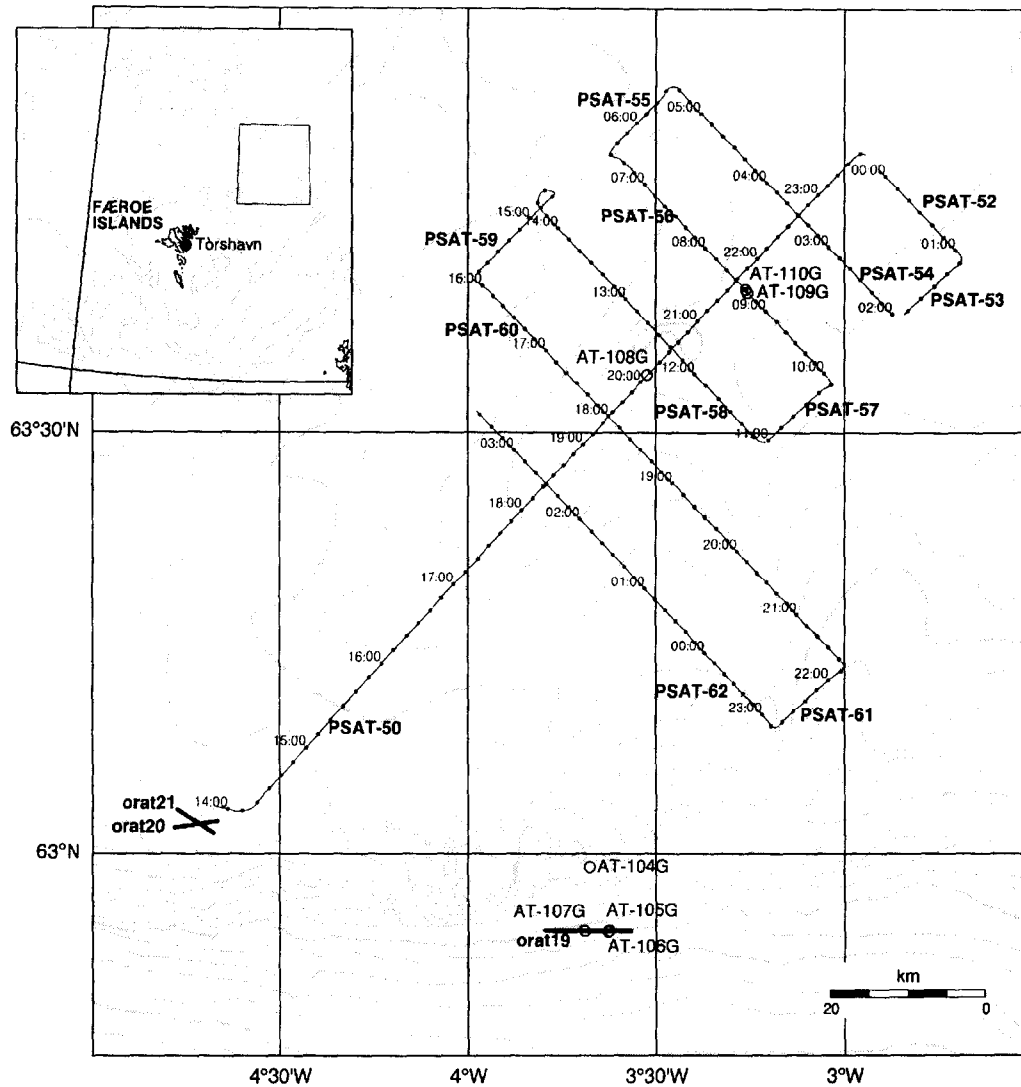 PSAT-55
06:00
05:00
07:00
04:00
00:00
23:00
PSAT-52
FÆROE
ISLANDS
Tòrshavn
15:00
14:00
PSAT-56
PSAT-59
08:00
22:00
03:00
01:00
16:00
AT-110G
PSAT-54
AT-109G
PSAT-53
13:00
09:00
02:00
21:00
PSAT-60
17:00
AT-108G
12:00
10:00
20:00
18:00
PSAT-58
PSAT-57
63°30'N
03:00
19:00
11:00
19:00
18:00
02:00
20:00
17:00
01:00
21:00
16:00
00:00
22:00
PSAT-62
PSAT-50
23:00
PSAT-61
15:00
orat21
14:00
orat20
63°N
AT-104G
AT-107G
AT-105G
orat19
AT-106G
km
20
0
4°30'W
4°W
3°30'W
3°W